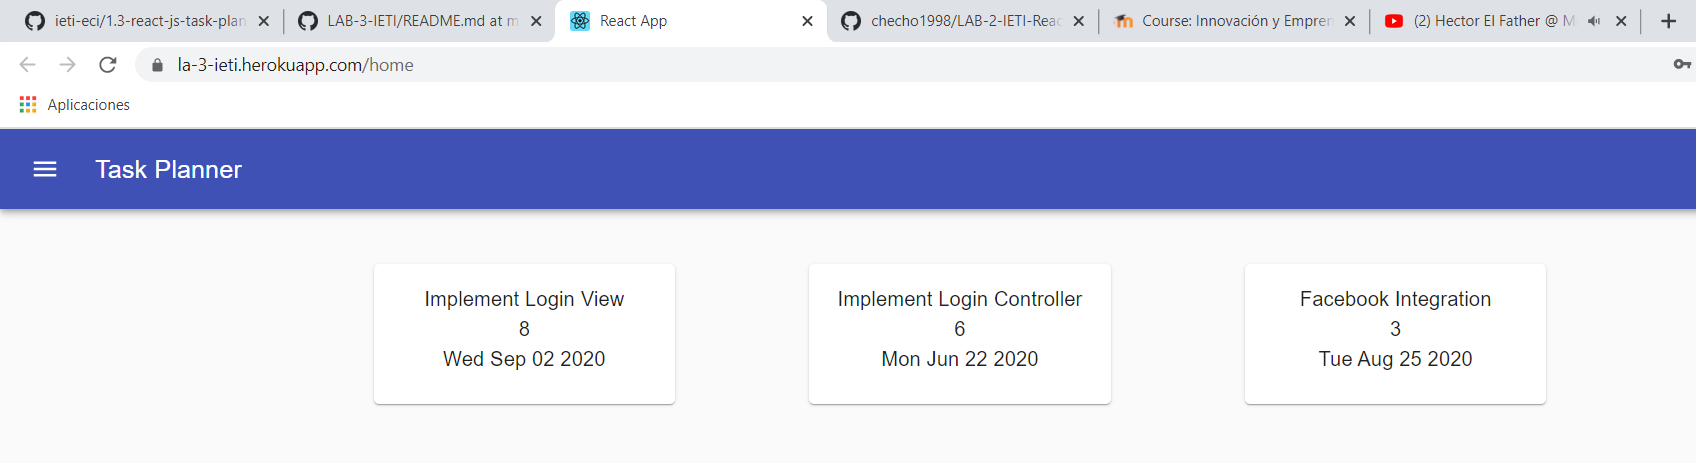 ieti-eci/1.3-react-js-task-plan
LAB-3-IETI/README.md at m
React App
checho1998/LAB-2-IETI-Reac
Course: Innovación y Empren
(2) Hector El Father @ M
la-3-ieti.herokuapp.com/home
Aplicaciones
Task Planner
Implement Login View
8
Wed Sep 02 2020
Implement Login Controller
6
Mon Jun 22 2020
Facebook Integration
3
Tue Aug 25 2020